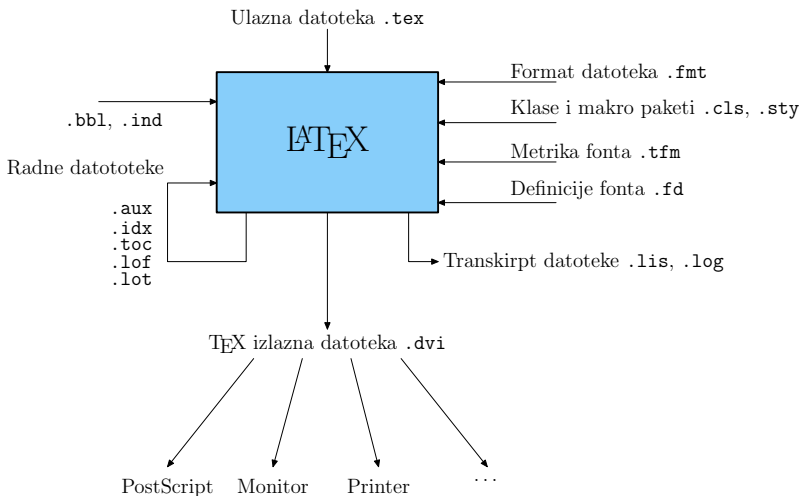 Ulazna datoteka .tex
Format datoteka .fmt
Klase i makro paketi .cls, .sty
.bbl, .ind
LATEX
Metrika fonta .tfm
Radne datototeke
Definicije fonta .fd
.aux
.idx
.toc
.lof
.lot
Transkirpt datoteke .lis, .log
TEX izlazna datoteka .dvi
PostScript Monitor Printer ...